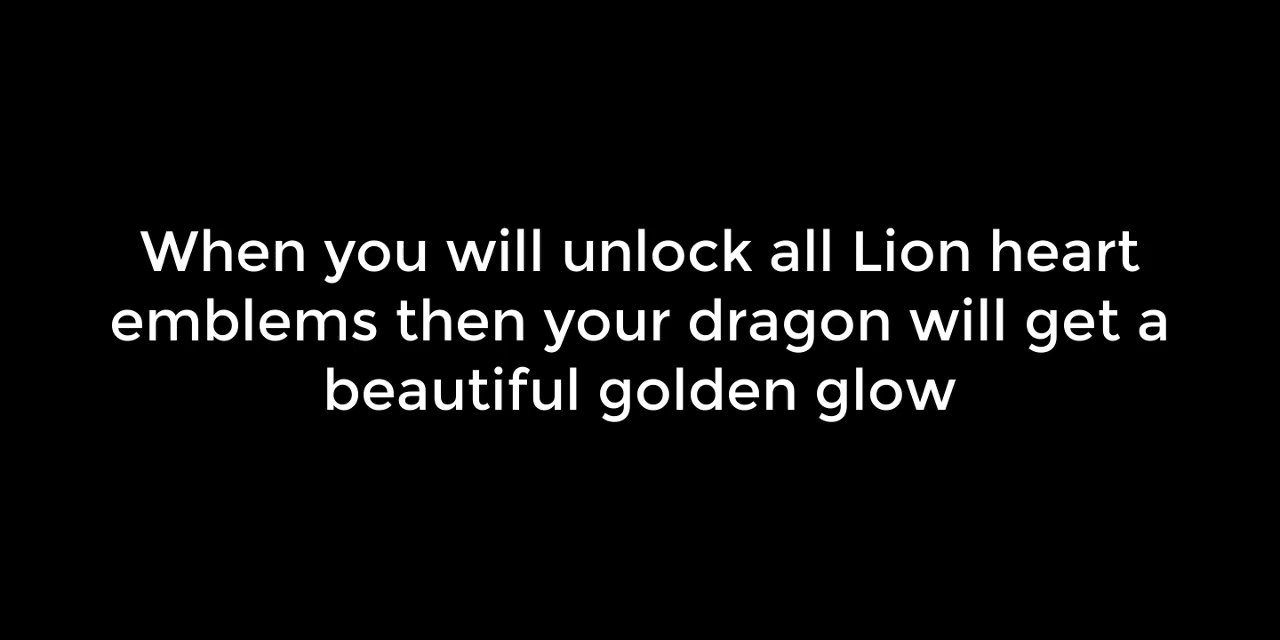 When you will unlock all Lion heart
emblems then your dragon will get a
beautiful golden glow